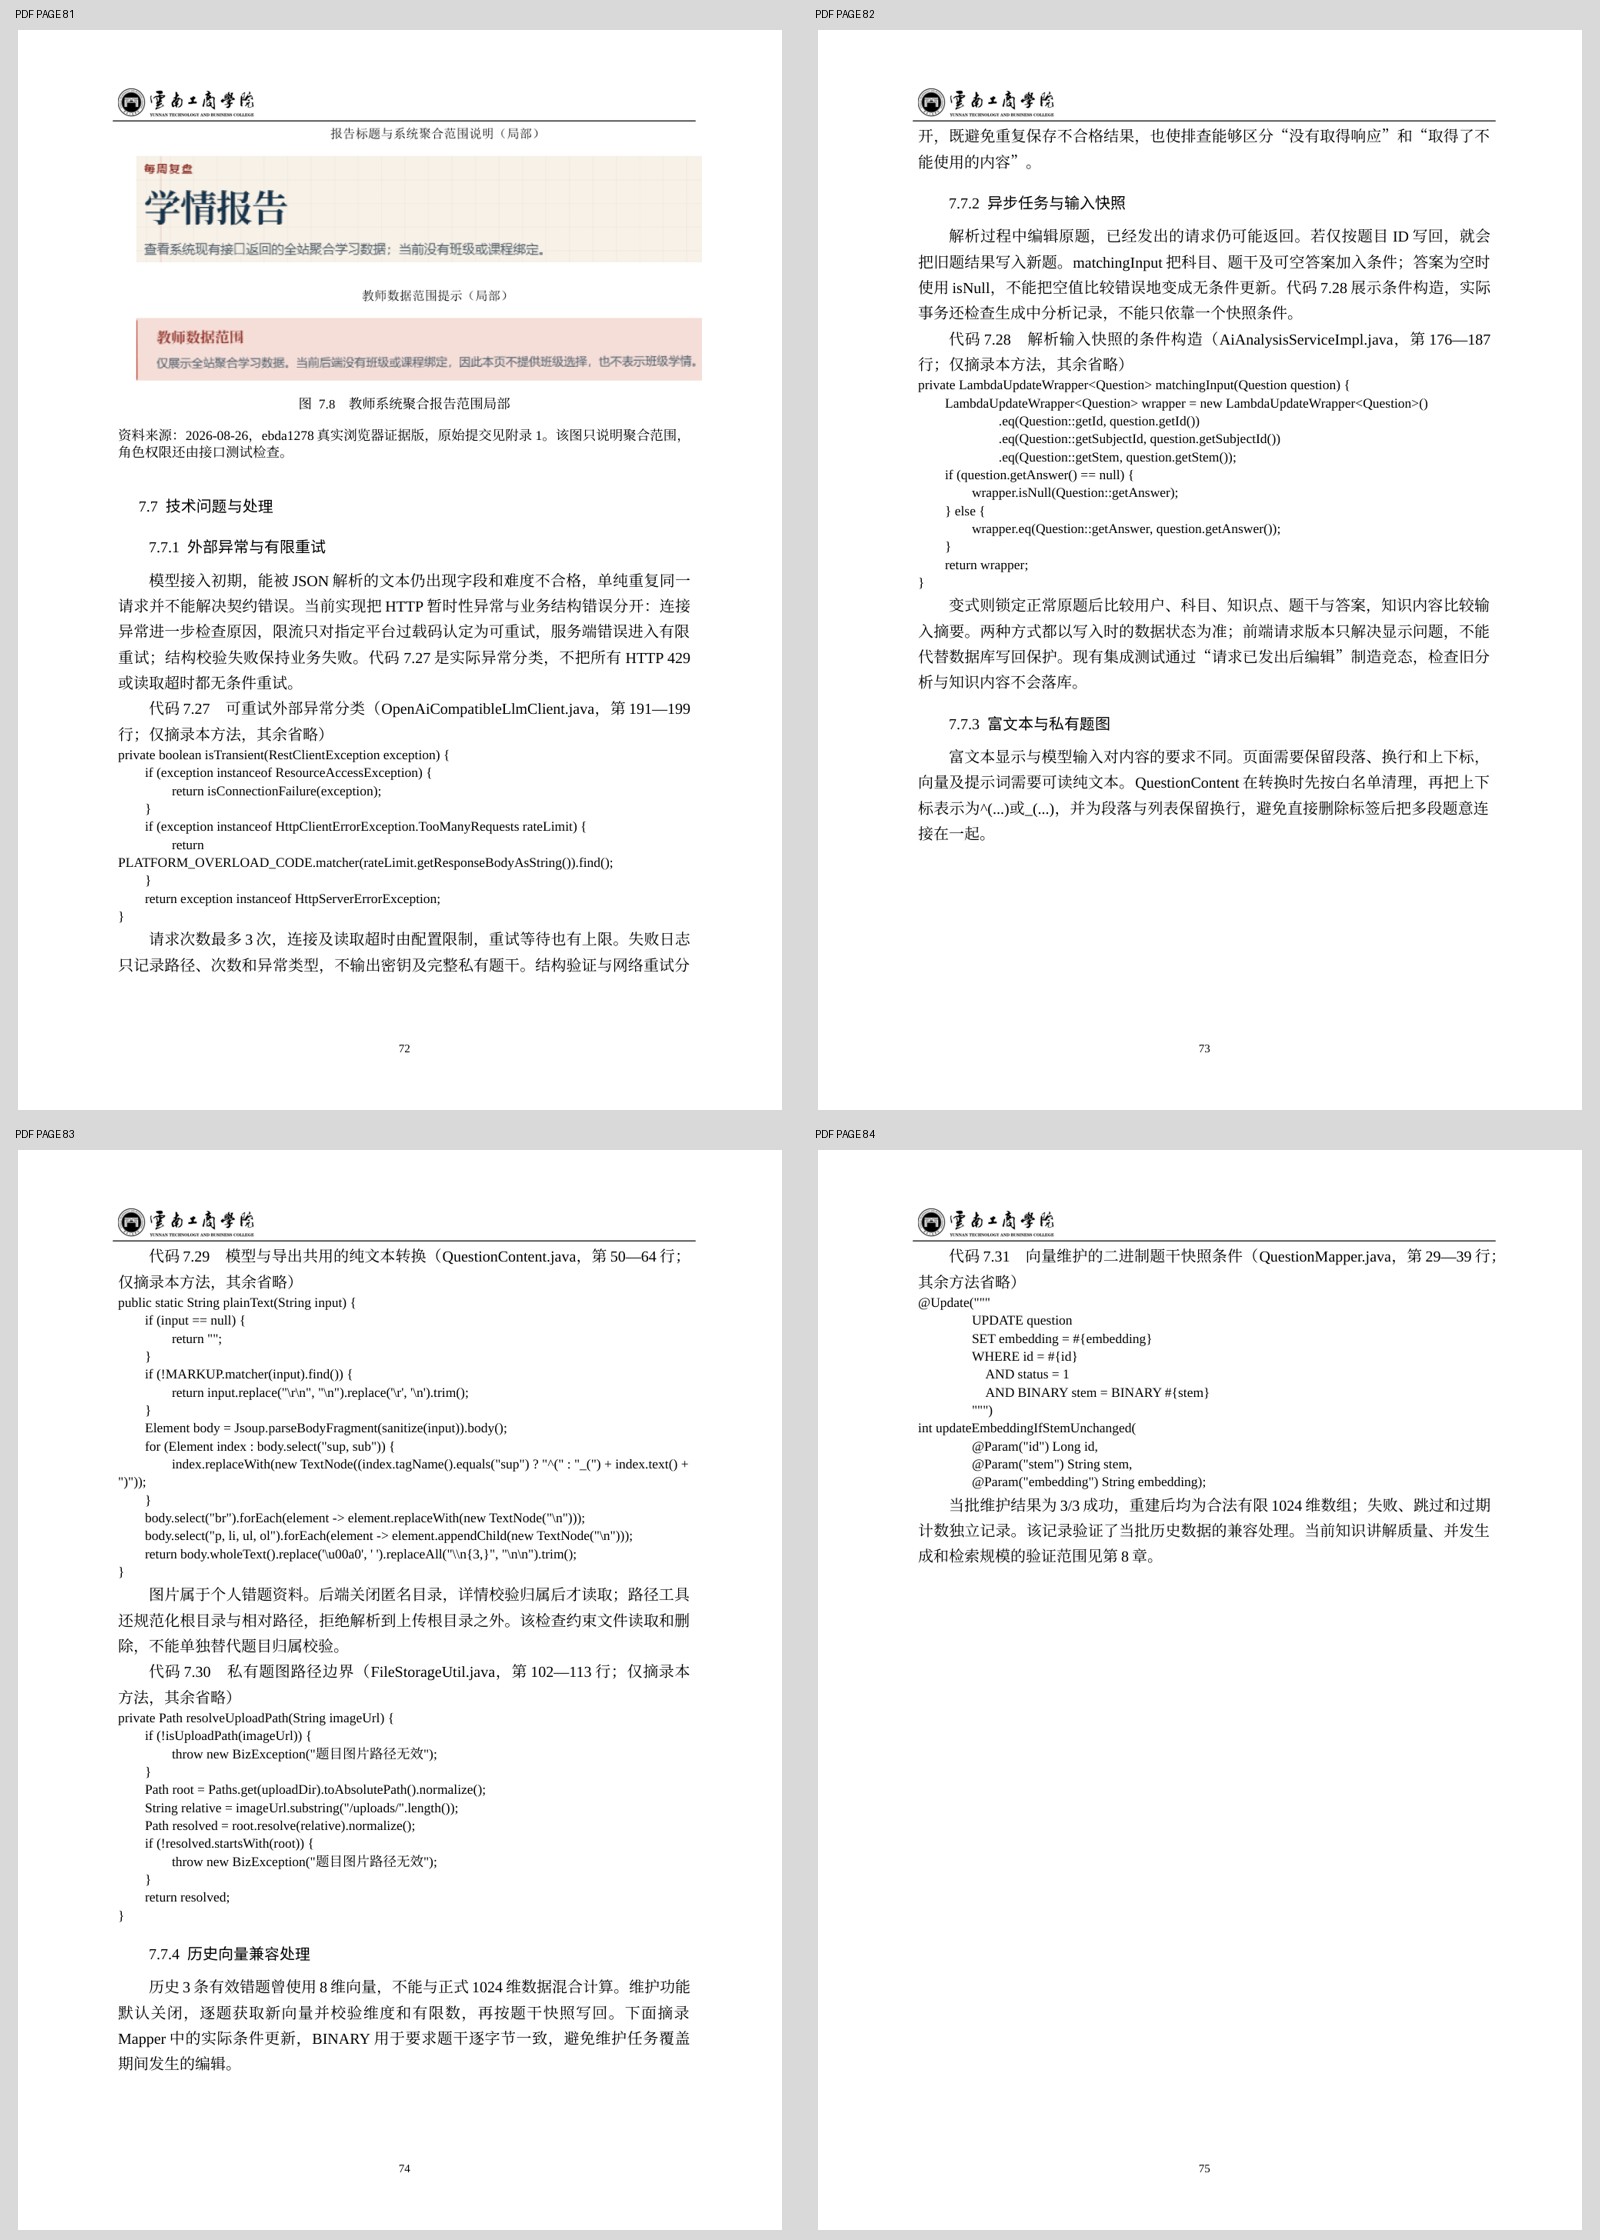 PDF PAGE 81
雲南工商學院
YUNNAN TECHNOLOGY AND BUSINESS COLLEGE
报告标题与系统聚合范围说明（局部）
每周复盘
学情报告
查看系统现有接口返回的全站聚合学习数据；当前没有班级或课程绑定。
教师数据范围提示（局部）
教师数据范围
仅展示全站聚合学习数据。当前后端没有班级或课程绑定，因此本页不提供班级选择，也不表示班级学情。
图 7.8 教师系统聚合报告范围局部
资料来源：2026-08-26，ebda1278 真实浏览器证据版，原始提交见附录 1。该图只说明聚合范围，
角色权限还由接口测试检查。
7.7 技术问题与处理
7.7.1 外部异常与有限重试
模型接入初期，能被 JSON 解析的文本仍出现字段和难度不合格，单纯重复同一
请求并不能解决契约错误。当前实现把 HTTP 暂时性异常与业务结构错误分开：连接
异常进一步检查原因，限流只对指定平台过载码认定为可重试，服务端错误进入有限
重试；结构校验失败保持业务失败。代码 7.27 是实际异常分类，不把所有 HTTP 429
或读取超时都无条件重试。
代码 7.27 可重试外部异常分类（OpenAiCompatibleLlmClient.java，第 191—199
行；仅摘录本方法，其余省略）
private boolean isTransient(RestClientException exception) {
if (exception instanceof ResourceAccessException) {
return isConnectionFailure(exception);
}
if (exception instanceof HttpClientErrorException.TooManyRequests rateLimit) {
return
PLATFORM_OVERLOAD_CODE.matcher(rateLimit.getResponseBodyAsString()).find();
}
return exception instanceof HttpServerErrorException;
}
请求次数最多 3 次，连接及读取超时由配置限制，重试等待也有上限。失败日志
只记录路径、次数和异常类型，不输出密钥及完整私有题干。结构验证与网络重试分
72
PDF PAGE 82
雲南工商學院
YUNNAN TECHNOLOGY AND BUSINESS COLLEGE
开，既避免重复保存不合格结果，也使排查能够区分“没有取得响应”和“取得了不
能使用的内容”。
7.7.2 异步任务与输入快照
解析过程中编辑原题，已经发出的请求仍可能返回。若仅按题目 ID 写回，就会
把旧题结果写入新题。matchingInput 把科目、题干及可空答案加入条件；答案为空时
使用 isNull，不能把空值比较错误地变成无条件更新。代码 7.28 展示条件构造，实际
事务还检查生成中分析记录，不能只依靠一个快照条件。
代码 7.28 解析输入快照的条件构造（AiAnalysisServiceImpl.java，第 176—187
行；仅摘录本方法，其余省略）
private LambdaUpdateWrapper<Question> matchingInput(Question question) {
LambdaUpdateWrapper<Question> wrapper = new LambdaUpdateWrapper<Question>()
.eq(Question::getId, question.getId())
.eq(Question::getSubjectId, question.getSubjectId())
.eq(Question::getStem, question.getStem());
if (question.getAnswer() == null) {
wrapper.isNull(Question::getAnswer);
} else {
wrapper.eq(Question::getAnswer, question.getAnswer());
}
return wrapper;
}
变式则锁定正常原题后比较用户、科目、知识点、题干与答案，知识内容比较输
入摘要。两种方式都以写入时的数据状态为准；前端请求版本只解决显示问题，不能
代替数据库写回保护。现有集成测试通过“请求已发出后编辑”制造竞态，检查旧分
析与知识内容不会落库。
7.7.3 富文本与私有题图
富文本显示与模型输入对内容的要求不同。页面需要保留段落、换行和上下标，
向量及提示词需要可读纯文本。QuestionContent 在转换时先按白名单清理，再把上下
标表示为^(...)或_(...)，并为段落与列表保留换行，避免直接删除标签后把多段题意连
接在一起。
73
PDF PAGE 83
雲南工商學院
YUNNAN TECHNOLOGY AND BUSINESS COLLEGE
代码 7.29 模型与导出共用的纯文本转换（QuestionContent.java，第 50—64 行；
仅摘录本方法，其余省略）
public static String plainText(String input) {
if (input == null) {
return "";
}
if (!MARKUP.matcher(input).find()) {
return input.replace("\r\n", "\n").replace('\r', '\n').trim();
}
Element body = Jsoup.parseBodyFragment(sanitize(input)).body();
for (Element index : body.select("sup, sub")) {
index.replaceWith(new TextNode((index.tagName().equals("sup") ? "^(" : "_(") + index.text() +
")"));
}
body.select("br").forEach(element -> element.replaceWith(new TextNode("\n")));
body.select("p, li, ul, ol").forEach(element -> element.appendChild(new TextNode("\n")));
return body.wholeText().replace('\u00a0', ' ').replaceAll("\\n{3,}", "\n\n").trim();
}
图片属于个人错题资料。后端关闭匿名目录，详情校验归属后才读取；路径工具
还规范化根目录与相对路径，拒绝解析到上传根目录之外。该检查约束文件读取和删
除，不能单独替代题目归属校验。
代码 7.30 私有题图路径边界（FileStorageUtil.java，第 102—113 行；仅摘录本
方法，其余省略）
private Path resolveUploadPath(String imageUrl) {
if (!isUploadPath(imageUrl)) {
throw new BizException("题目图片路径无效");
}
Path root = Paths.get(uploadDir).toAbsolutePath().normalize();
String relative = imageUrl.substring("/uploads/".length());
Path resolved = root.resolve(relative).normalize();
if (!resolved.startsWith(root)) {
throw new BizException("题目图片路径无效");
}
return resolved;
}
7.7.4 历史向量兼容处理
历史 3 条有效错题曾使用 8 维向量，不能与正式 1024 维数据混合计算。维护功能
默认关闭，逐题获取新向量并校验维度和有限数，再按题干快照写回。下面摘录
Mapper 中的实际条件更新，BINARY 用于要求题干逐字节一致，避免维护任务覆盖
期间发生的编辑。
74
PDF PAGE 84
雲南工商學院
YUNNAN TECHNOLOGY AND BUSINESS COLLEGE
代码 7.31 向量维护的二进制题干快照条件（QuestionMapper.java，第 29—39 行；
其余方法省略）
@Update("""
UPDATE question
SET embedding = #{embedding}
WHERE id = #{id}
AND status = 1
AND BINARY stem = BINARY #{stem}
""")
int updateEmbeddingIfStemUnchanged(
@Param("id") Long id,
@Param("stem") String stem,
@Param("embedding") String embedding);
当批维护结果为 3/3 成功，重建后均为合法有限 1024 维数组；失败、跳过和过期
计数独立记录。该记录验证了当批历史数据的兼容处理。当前知识讲解质量、并发生
成和检索规模的验证范围见第 8 章。
75